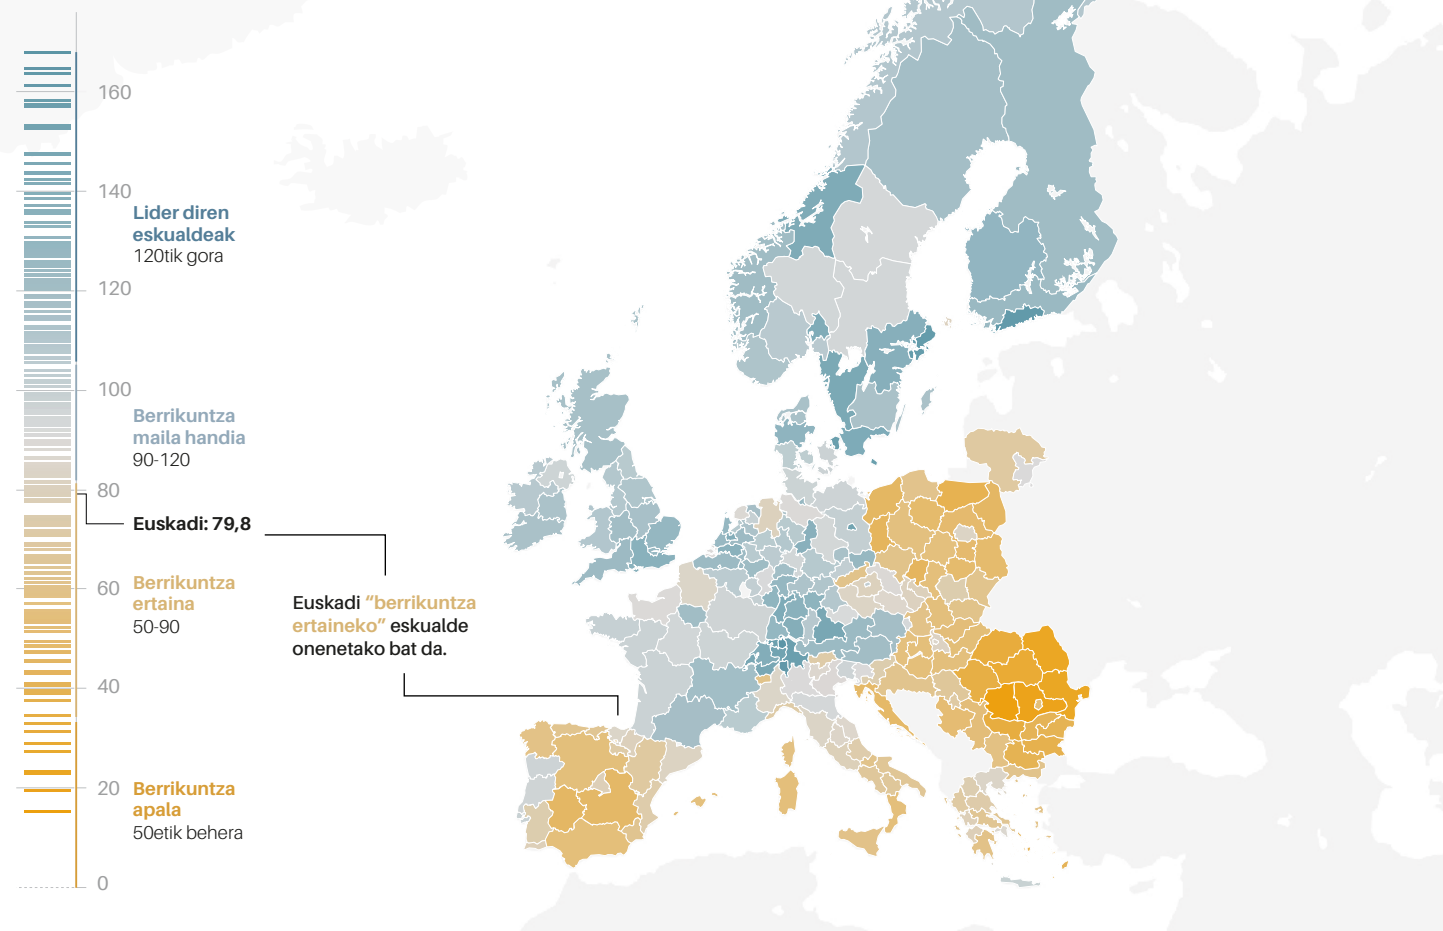 160
140
Lider diren
eskualdeak
120tik gora
120
100
Berrikuntza
maila handia
90-120
80
Euskadi: 79,8
60
Berrikuntza
ertaina
50-90
Euskadi “berrikuntza
ertaineko” eskualde
onenetako bat da.
40
20
Berrikuntza
apala
50etik behera
0